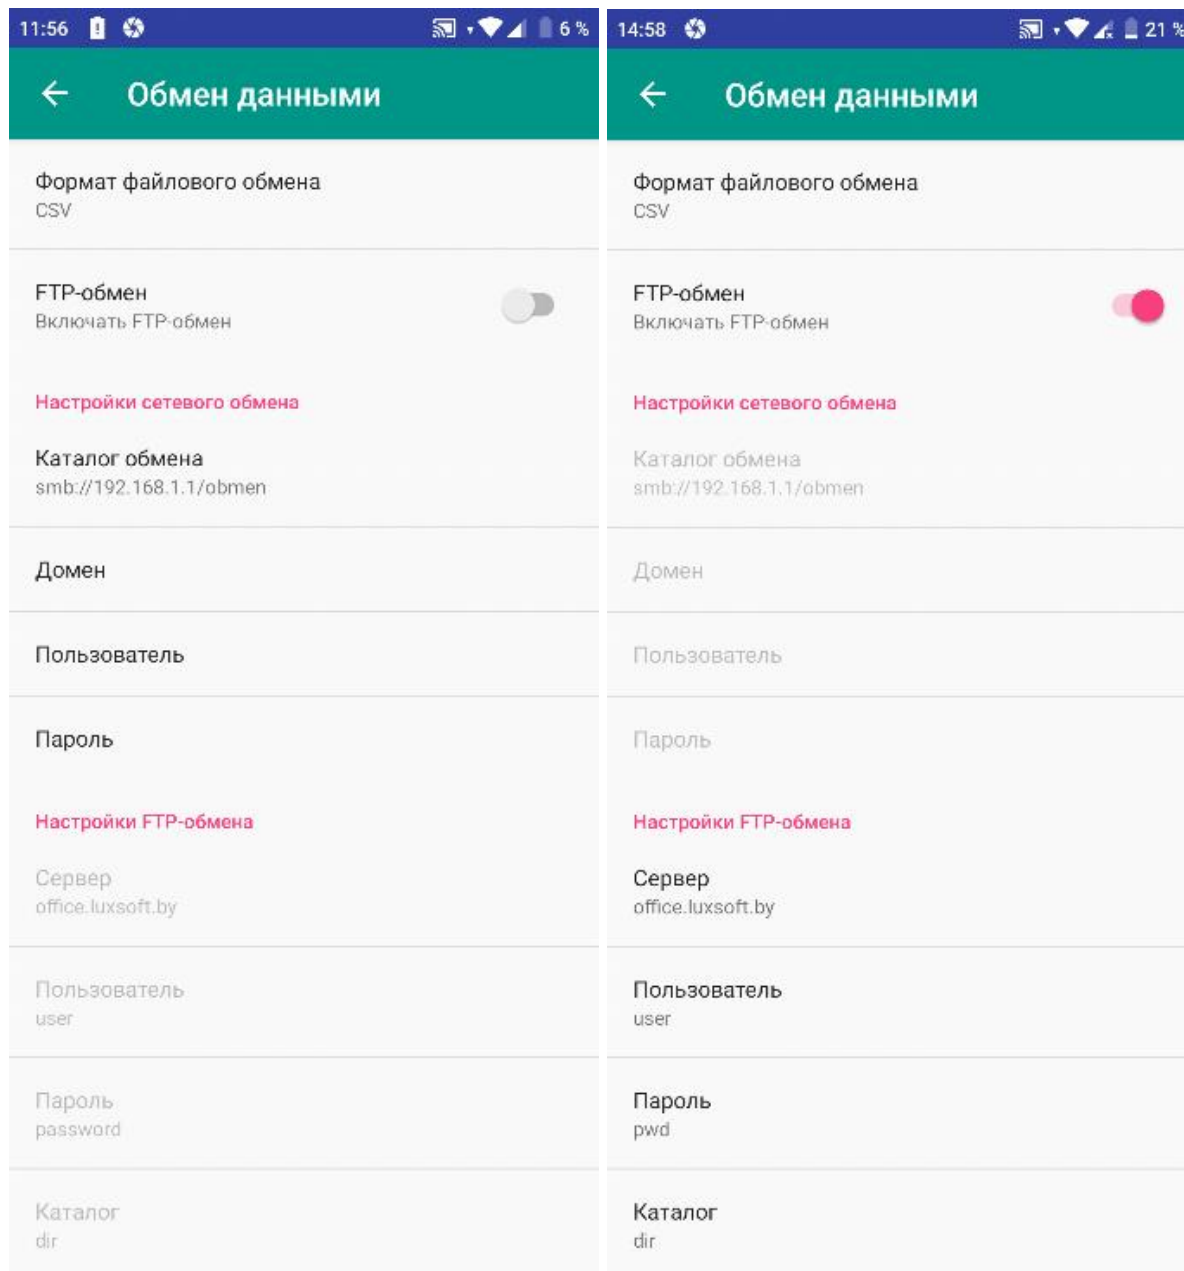 11:56 6 %
Обмен данными
Формат файлового обмена
CSV
FTP-обмен
Включать FTP-обмен
Настройки сетевого обмена
Каталог обмена
smb://192.168.1.1/obmen
Домен
Пользователь
Пароль
Настройки FTP-обмена
Сервер
office.luxsoft.by
Пользователь
user
Пароль
password
Каталог
dir
14:58 21 %
Обмен данными
Формат файлового обмена
CSV
FTP-обмен
Включать FTP-обмен
Настройки сетевого обмена
Каталог обмена
smb://192.168.1.1/obmen
Домен
Пользователь
Пароль
Настройки FTP-обмена
Сервер
office.luxsoft.by
Пользователь
user
Пароль
pwd
Каталог
dir